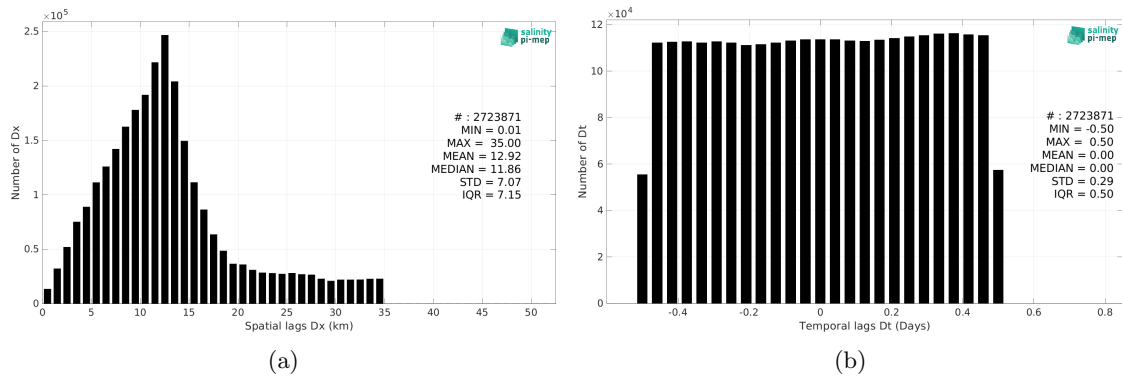 ×10⁵
2.5
2
1.5
1
0.5
0
0 5 10 15 20 25 30 35 40 45 50
Number of Dx
Spatial lags Dx (km)
salinity
pi-mep
# : 2723871
MIN = 0.01
MAX = 35.00
MEAN = 12.92
MEDIAN = 11.86
STD = 7.07
IQR = 7.15
(a)
×10⁴
12
10
8
6
4
2
0
-0.4 -0.2 0 0.2 0.4 0.6 0.8
Number of Dt
Temporal lags Dt (Days)
salinity
pi-mep
# : 2723871
MIN = -0.50
MAX = 0.50
MEAN = 0.00
MEDIAN = 0.00
STD = 0.29
IQR = 0.50
(b)